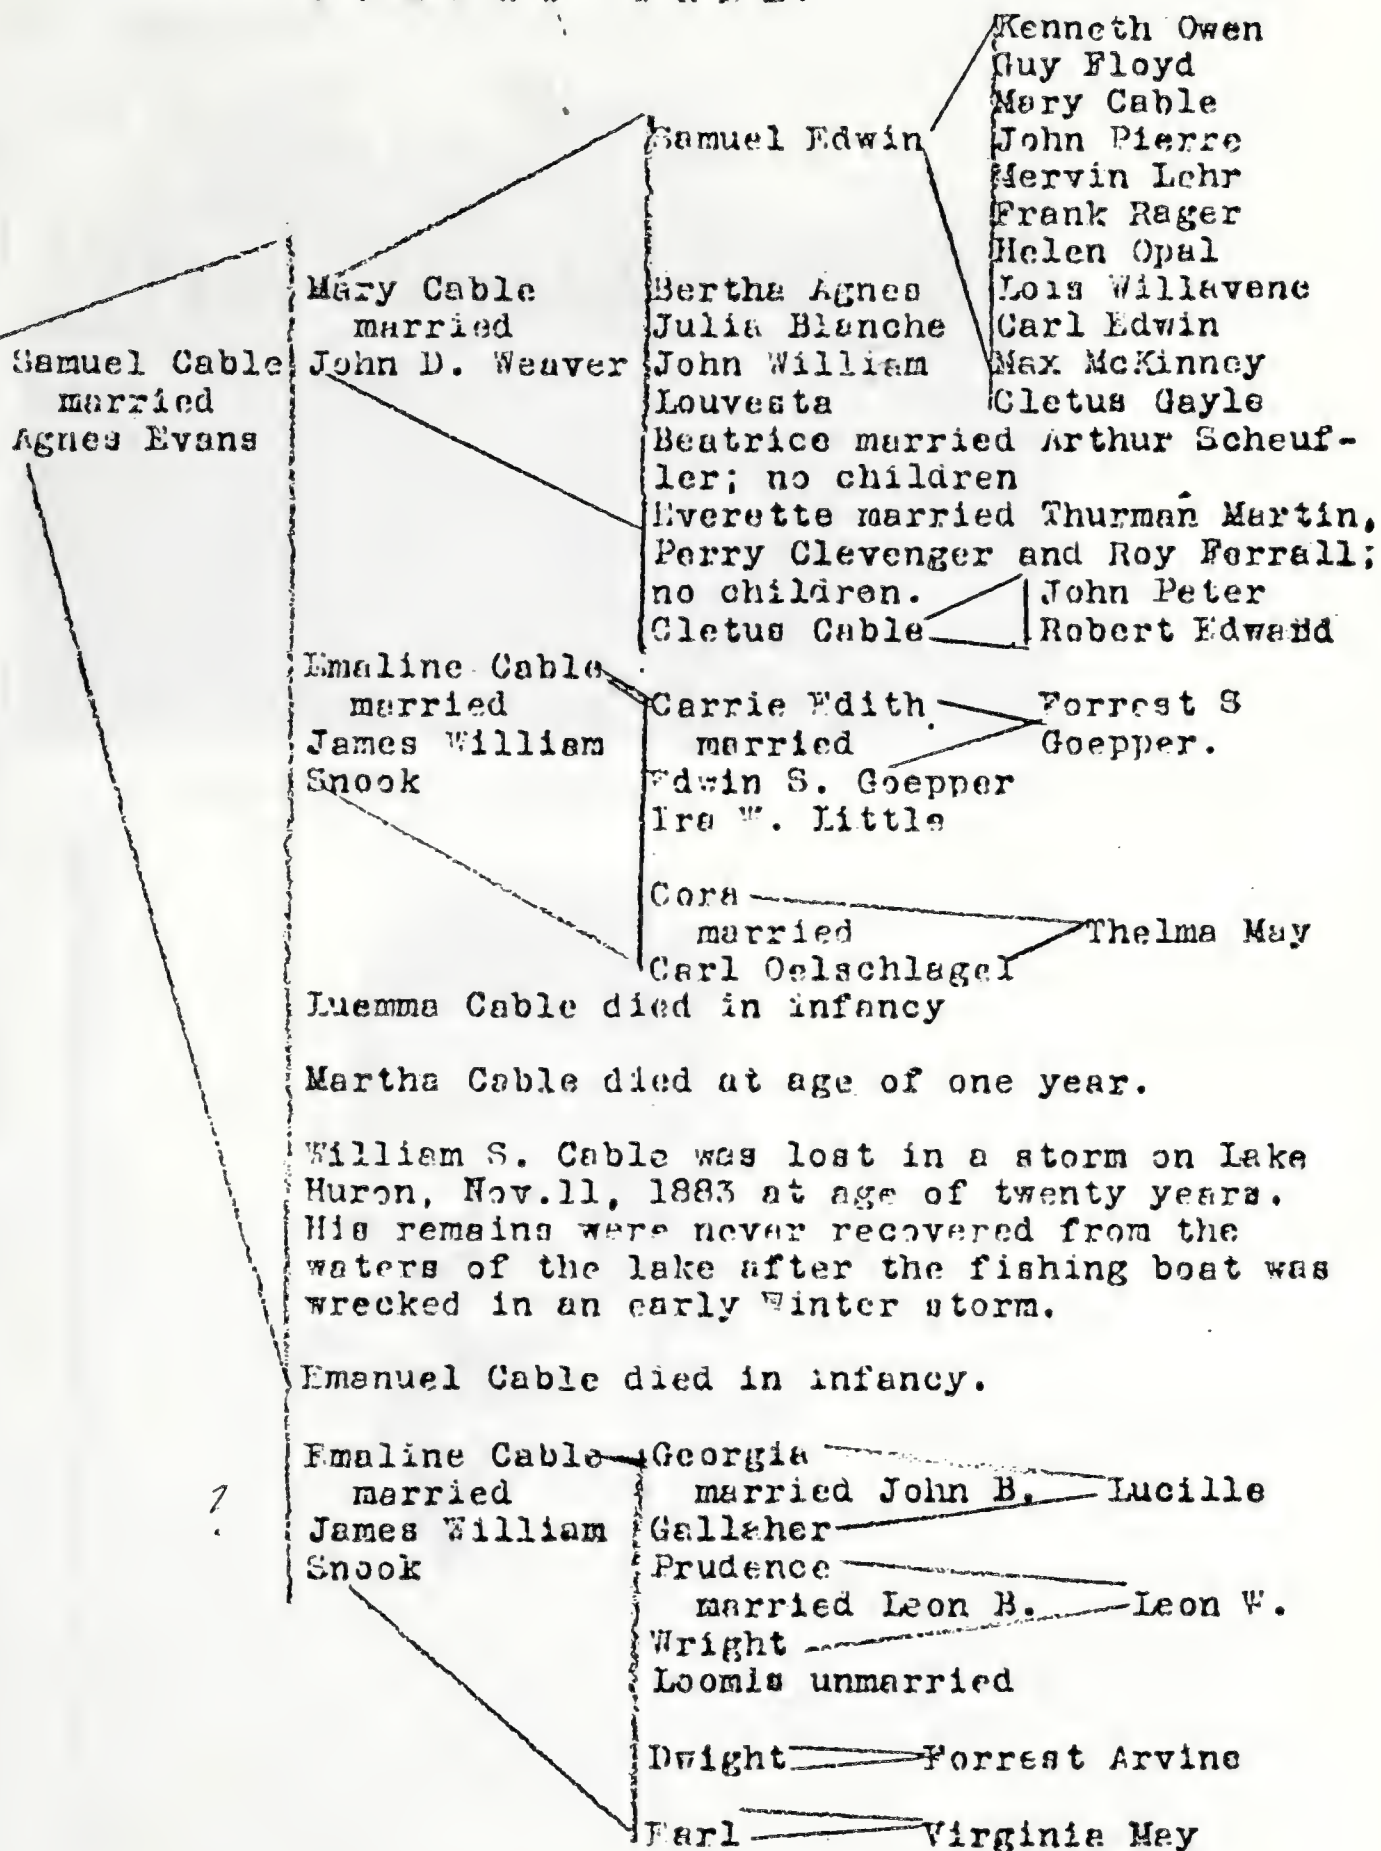 Samuel Cable
married
Agnes Evans
Mary Cable
married
John D. Weaver
Samuel Edwin
Bertha Agnes
Julia Blanche
John William
Louvesta
Beatrice married Arthur Scheuf-
ler; no children
Everette married Thurman Martin,
Perry Clevenger and Roy Ferrall;
no children.
Cletus Cable
Kenneth Owen
Guy Floyd
Mary Cable
John Pierre
Mervin Lehr
Frank Rager
Helen Opal
Lois Willavene
Carl Edwin
Max McKinney
Cletus Gayle
John Peter
Robert Edward
Emaline Cable
married
James William
Snook
Carrie Edith
married
Edwin S. Goepper
Ira W. Little
Forrest S
Goepper.
Cora
married
Carl Oelschlagel
Thelma May
Luemma Cable died in infancy
Martha Cable died at age of one year.
William S. Cable was lost in a storm on Lake
Huron, Nov.11, 1883 at age of twenty years.
His remains were never recovered from the
waters of the lake after the fishing boat was
wrecked in an early Winter storm.
Emanuel Cable died in infancy.
?
Emaline Cable
married
James William
Snook
Georgia
married John B.
Gallaher
Lucille
Prudence
married Leon B.
Wright
Leon W.
Loomis unmarried
Dwight
Forrest Arvine
Earl
Virginia May